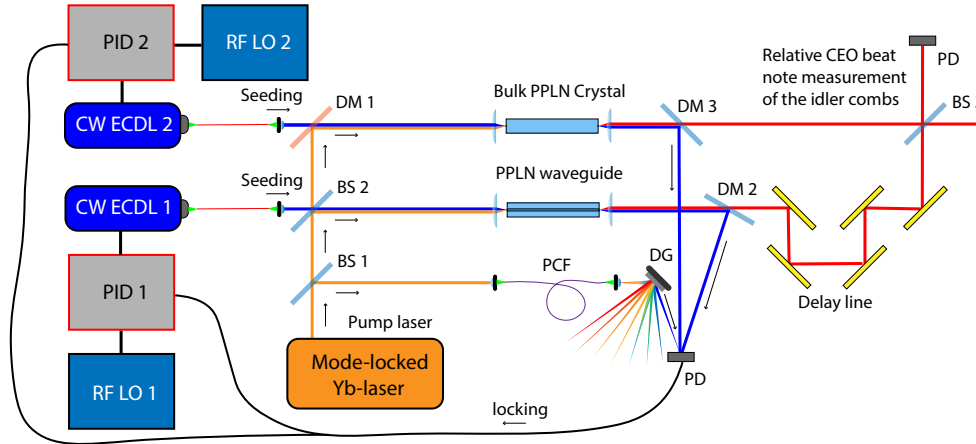 PID 2
RF LO 2
CW ECDL 2
Seeding
DM 1
Bulk PPLN Crystal
DM 3
Relative CEO beat
note measurement
of the idler combs
PD
BS
CW ECDL 1
Seeding
BS 2
PPLN waveguide
DM 2
PID 1
BS 1
PCF
DG
Delay line
RF LO 1
Pump laser
Mode-locked
Yb-laser
PD
locking